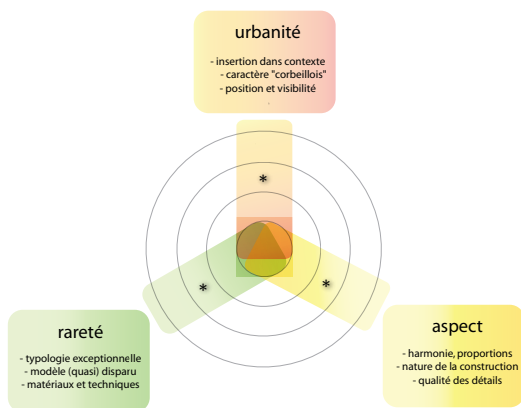 urbanité
- insertion dans contexte
- caractère "corbeillois"
- position et visibilité
-
*
*
*
rareté
- typologie exceptionnelle
- modèle (quasi) disparu
- matériaux et techniques
aspect
- harmonie, proportions
- nature de la construction
- qualité des détails